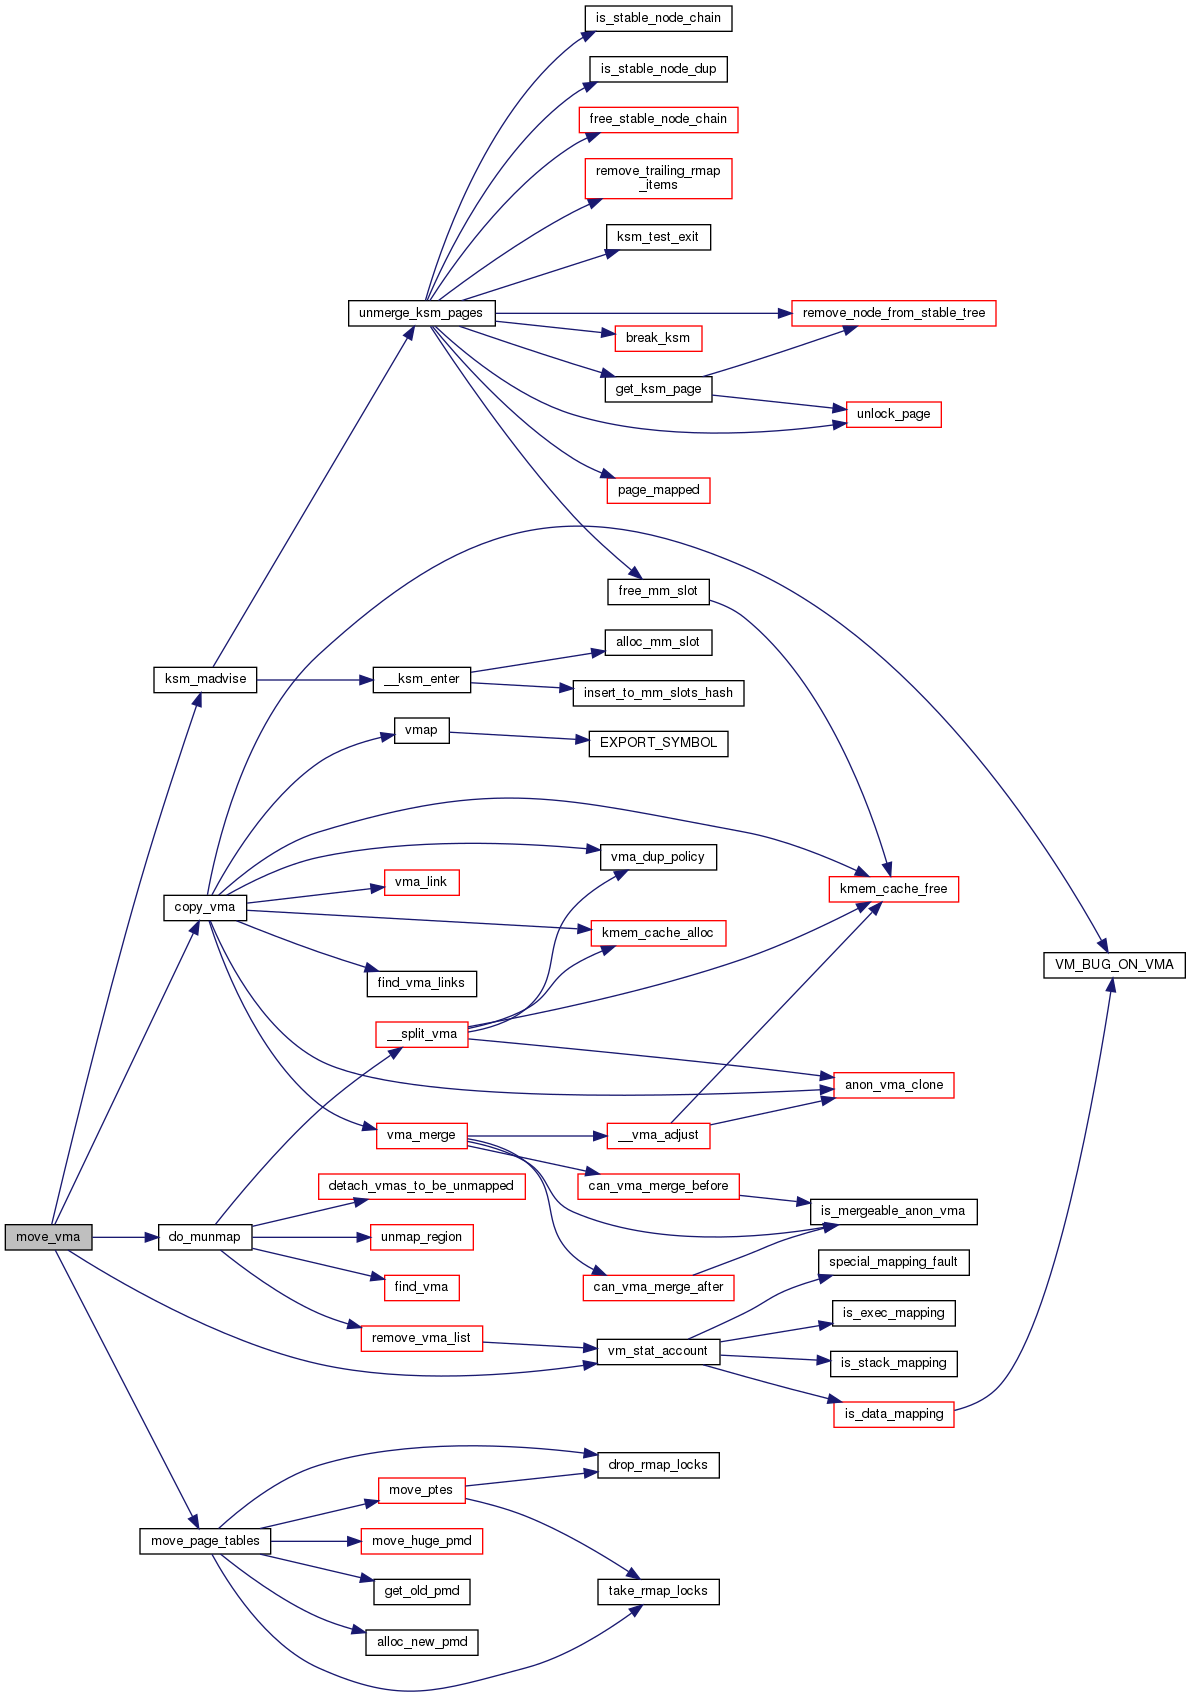 is_stable_node_chain
is_stable_node_dup
free_stable_node_chain
remove_trailing_rmap
_items
ksm_test_exit
unmerge_ksm_pages
remove_node_from_stable_tree
break_ksm
get_ksm_page
unlock_page
page_mapped
free_mm_slot
alloc_mm_slot
ksm_madvise
__ksm_enter
insert_to_mm_slots_hash
vmap
EXPORT_SYMBOL
vma_dup_policy
vma_link
kmem_cache_free
copy_vma
kmem_cache_alloc
VM_BUG_ON_VMA
find_vma_links
__split_vma
anon_vma_clone
vma_merge
__vma_adjust
detach_vmas_to_be_unmapped
can_vma_merge_before
is_mergeable_anon_vma
move_vma
do_munmap
unmap_region
special_mapping_fault
find_vma
can_vma_merge_after
is_exec_mapping
remove_vma_list
vm_stat_account
is_stack_mapping
is_data_mapping
drop_rmap_locks
move_ptes
move_page_tables
move_huge_pmd
get_old_pmd
take_rmap_locks
alloc_new_pmd